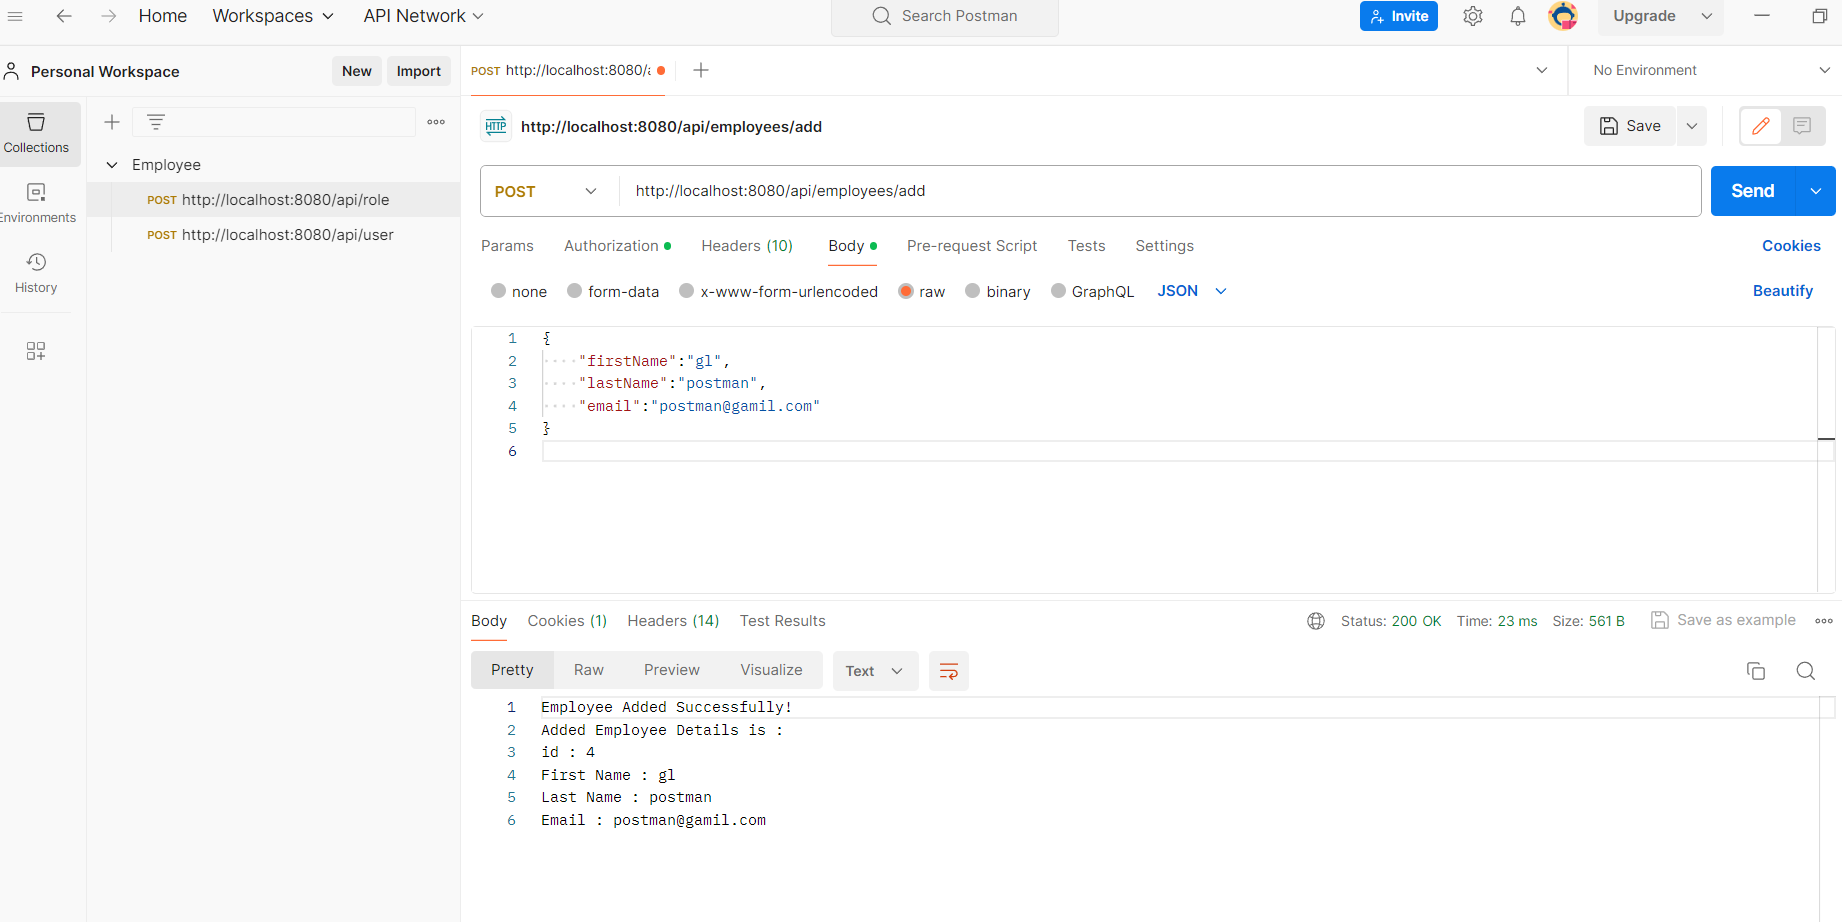 Home Workspaces API Network Search Postman Invite Upgrade
Personal Workspace New Import
POST http://localhost:8080/a No Environment
Collections
Environments
History
Employee
POST http://localhost:8080/api/role
POST http://localhost:8080/api/user
HTTP http://localhost:8080/api/employees/add Save
POST http://localhost:8080/api/employees/add Send
Params Authorization Headers (10) Body Pre-request Script Tests Settings Cookies
none form-data x-www-form-urlencoded raw binary GraphQL JSON Beautify
1 {
2 "firstName":"gl",
3 "lastName":"postman",
4 "email":"postman@gamil.com"
5 }
6
Body Cookies (1) Headers (14) Test Results Status: 200 OK Time: 23 ms Size: 561 B Save as example
Pretty Raw Preview Visualize Text
1 Employee Added Successfully!
2 Added Employee Details is :
3 id : 4
4 First Name : gl
5 Last Name : postman
6 Email : postman@gamil.com